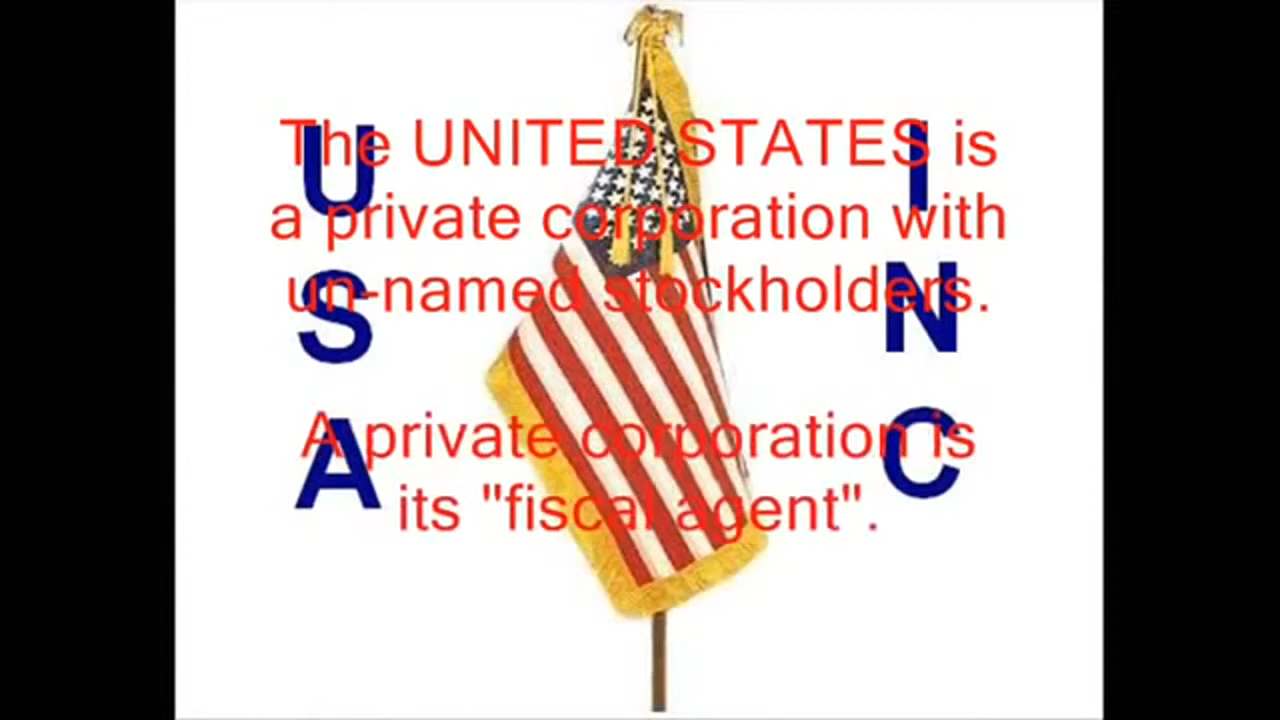 The UNITED STATES is
a private corporation with
un-named stockholders.
A private corporation is
its "fiscal agent".
U
S
A
I
N
C